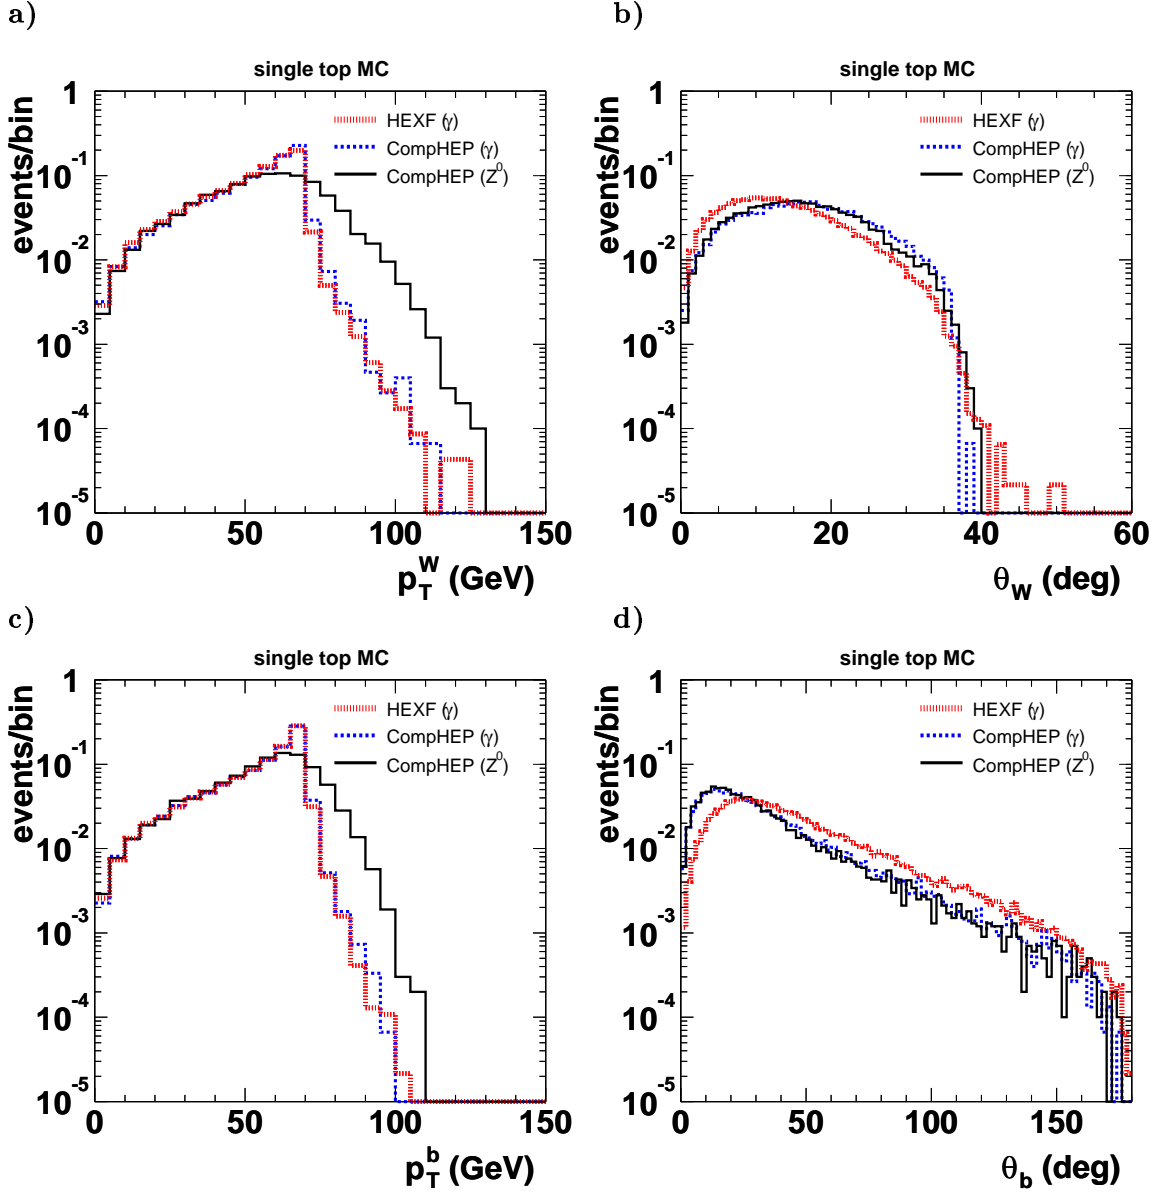 a)
single top MC
events/bin
1
10^-1
10^-2
10^-3
10^-4
10^-5
HEXF (γ)
CompHEP (γ)
CompHEP (Z^0)
0 50 100 150
p_T^W (GeV)
b)
single top MC
events/bin
1
10^-1
10^-2
10^-3
10^-4
10^-5
HEXF (γ)
CompHEP (γ)
CompHEP (Z^0)
0 20 40 60
θ_W (deg)
c)
single top MC
events/bin
1
10^-1
10^-2
10^-3
10^-4
10^-5
HEXF (γ)
CompHEP (γ)
CompHEP (Z^0)
0 50 100 150
p_T^b (GeV)
d)
single top MC
events/bin
1
10^-1
10^-2
10^-3
10^-4
10^-5
HEXF (γ)
CompHEP (γ)
CompHEP (Z^0)
0 50 100 150
θ_b (deg)